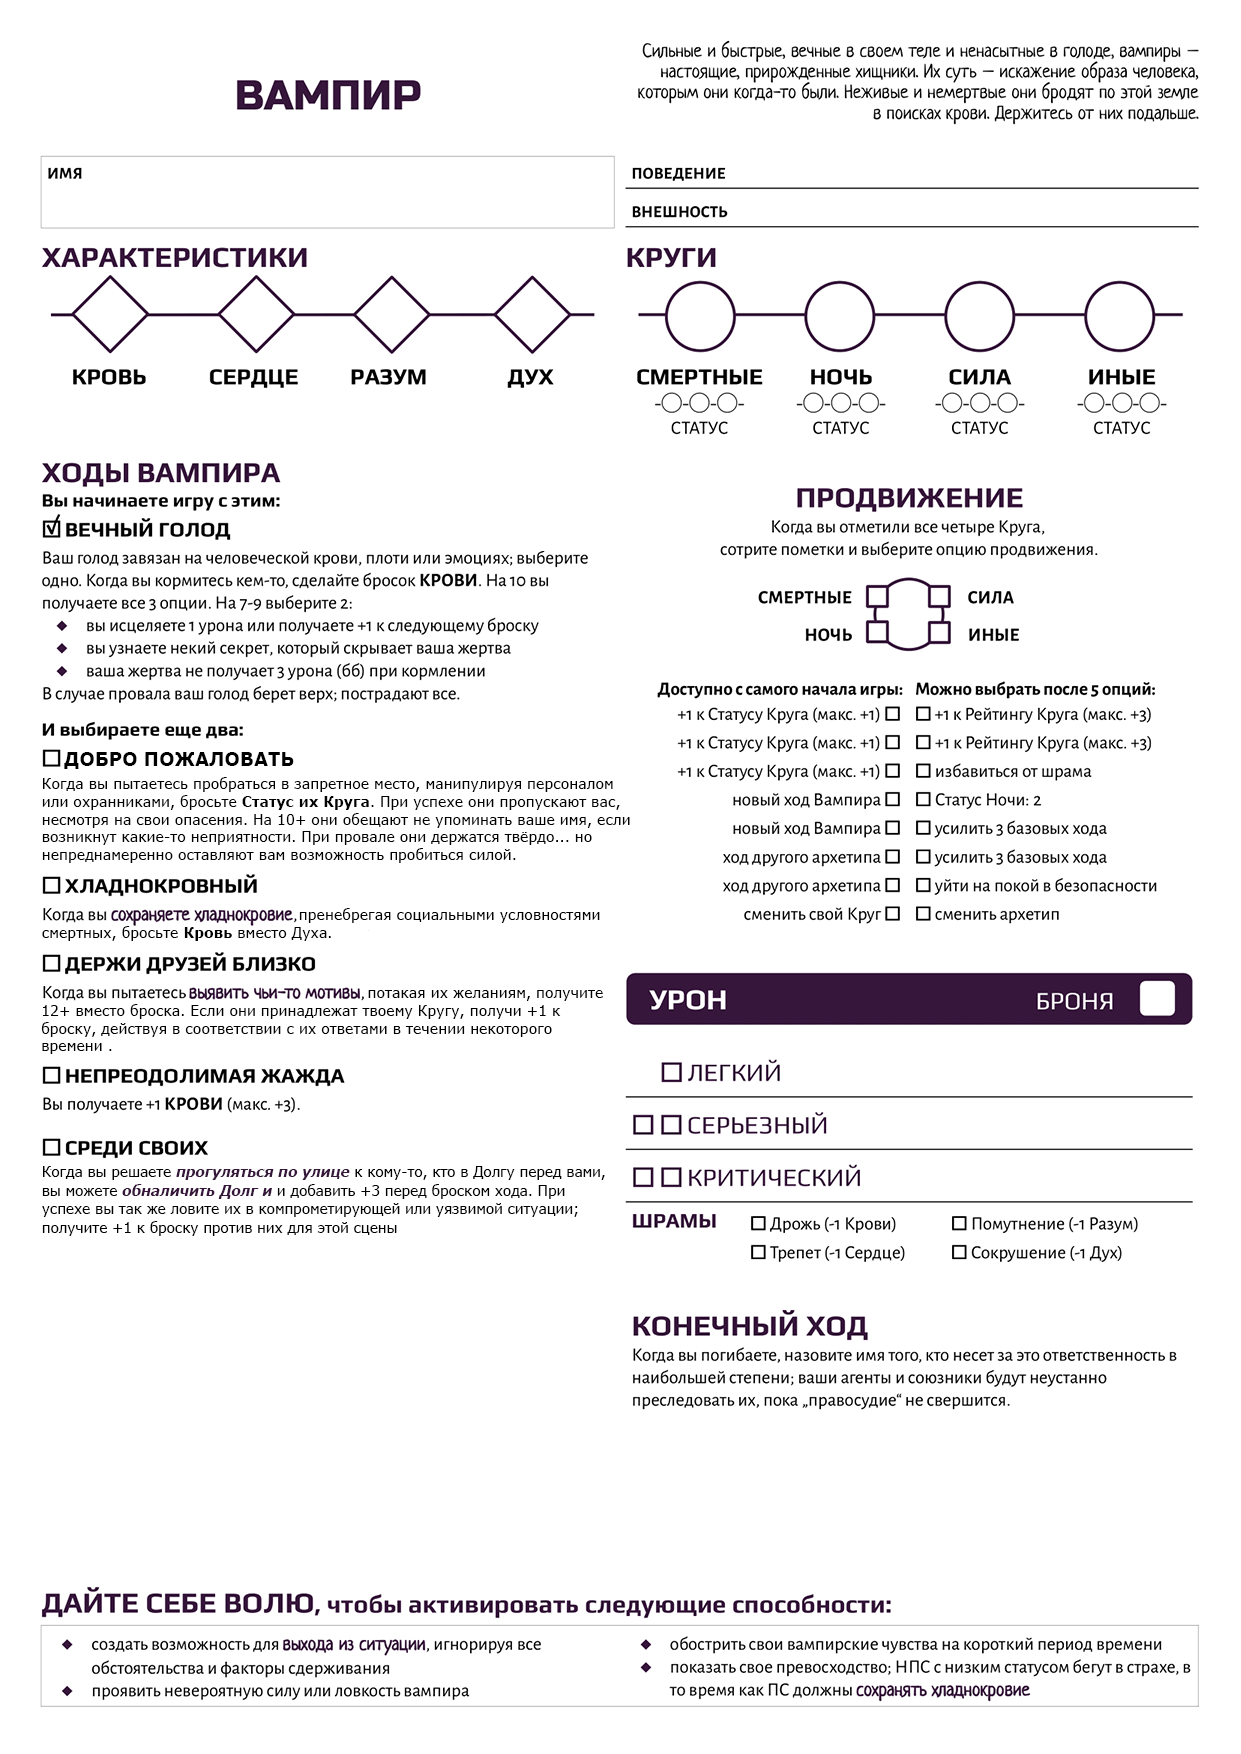 ВАМПИР
Сильные и быстрые, вечные в своем теле и ненасытные в голоде, вампиры –
настоящие, прирожденные хищники. Их суть – искажение образа человека,
которым они когда-то были. Неживые и немертвые они бродят по этой земле
в поисках крови. Держитесь от них подальше.
ИМЯ
ПОВЕДЕНИЕ
ВНЕШНОСТЬ
ХАРАКТЕРИСТИКИ
КРОВЬ СЕРДЦЕ РАЗУМ ДУХ
КРУГИ
СМЕРТНЫЕ НОЧЬ СИЛА ИНЫЕ
СТАТУС СТАТУС СТАТУС СТАТУС
ХОДЫ ВАМПИРА
Вы начинаете игру с этим:
ВЕЧНЫЙ ГОЛОД
Ваш голод завязан на человеческой крови, плоти или эмоциях; выберите
одно. Когда вы кормитесь кем-то, сделайте бросок КРОВИ. На 10 вы
получаете все 3 опции. На 7-9 выберите 2:
❖ вы исцеляете 1 урона или получаете +1 к следующему броску
❖ вы узнаете некий секрет, который скрывает ваша жертва
❖ ваша жертва не получает 3 урона (бб) при кормлении
В случае провала ваш голод берет верх; пострадают все.
И выбираете еще два:
ДОБРО ПОЖАЛОВАТЬ
Когда вы пытаетесь пробраться в запретное место, манипулируя персоналом
или охранниками, бросьте Статус их Круга. При успехе они пропускают вас,
несмотря на свои опасения. На 10+ они обещают не упоминать ваше имя, если
возникнут какие-то неприятности. При провале они держатся твёрдо... но
непреднамеренно оставляют вам возможность пробиться силой.
ХЛАДНОКРОВНЫЙ
Когда вы сохраняете хладнокровие, пренебрегая социальными условностями
смертных, бросьте Кровь вместо Духа.
ДЕРЖИ ДРУЗЕЙ БЛИЗКО
Когда вы пытаетесь выявить чьи-то мотивы, потакая их желаниям, получите
12+ вместо броска. Если они принадлежат твоему Кругу, получи +1 к
броску, действуя в соответствии с их ответами в течении некоторого
времени .
НЕПРЕОДОЛИМАЯ ЖАЖДА
Вы получаете +1 КРОВИ (макс. +3).
СРЕДИ СВОИХ
Когда вы решаете прогуляться по улице к кому-то, кто в Долгу перед вами,
вы можете обналичить Долг и и добавить +3 перед броском хода. При
успехе вы так же ловите их в компрометирующей или уязвимой ситуации;
получите +1 к броску против них для этой сцены
ПРОДВИЖЕНИЕ
Когда вы отметили все четыре Круга,
сотрите пометки и выберите опцию продвижения.
СМЕРТНЫЕ СИЛА
НОЧЬ ИНЫЕ
Доступно с самого начала игры: Можно выбрать после 5 опций:
+1 к Статусу Круга (макс. +1) +1 к Рейтингу Круга (макс. +3)
+1 к Статусу Круга (макс. +1) +1 к Рейтингу Круга (макс. +3)
+1 к Статусу Круга (макс. +1) избавиться от шрама
новый ход Вампира Статус Ночи: 2
новый ход Вампира усилить 3 базовых хода
ход другого архетипа усилить 3 базовых хода
ход другого архетипа уйти на покой в безопасности
сменить свой Круг сменить архетип
УРОН БРОНЯ
ЛЕГКИЙ
СЕРЬЕЗНЫЙ
КРИТИЧЕСКИЙ
ШРАМЫ Дрожь (-1 Крови) Помутнение (-1 Разум)
Трепет (-1 Сердце) Сокрушение (-1 Дух)
КОНЕЧНЫЙ ХОД
Когда вы погибаете, назовите имя того, кто несет за это ответственность в
наибольшей степени; ваши агенты и союзники будут неустанно
преследовать их, пока „правосудие“ не свершится.
ДАЙТЕ СЕБЕ ВОЛЮ, чтобы активировать следующие способности:
❖ создать возможность для выхода из ситуации, игнорируя все
обстоятельства и факторы сдерживания
❖ проявить невероятную силу или ловкость вампира
❖ обострить свои вампирские чувства на короткий период времени
❖ показать свое превосходство; НПС с низким статусом бегут в страхе, в
то время как ПС должны сохранять хладнокровие